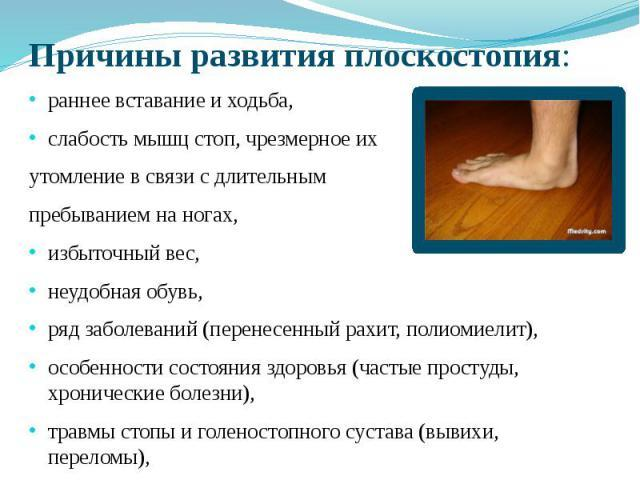 Причины развития плоскостопия:
• раннее вставание и ходьба,
• слабость мышц стоп, чрезмерное их
утомление в связи с длительным
пребыванием на ногах,
• избыточный вес,
• неудобная обувь,
• ряд заболеваний (перенесенный рахит, полиомиелит),
• особенности состояния здоровья (частые простуды,
хронические болезни),
• травмы стопы и голеностопного сустава (вывихи,
переломы),
Medrity.com